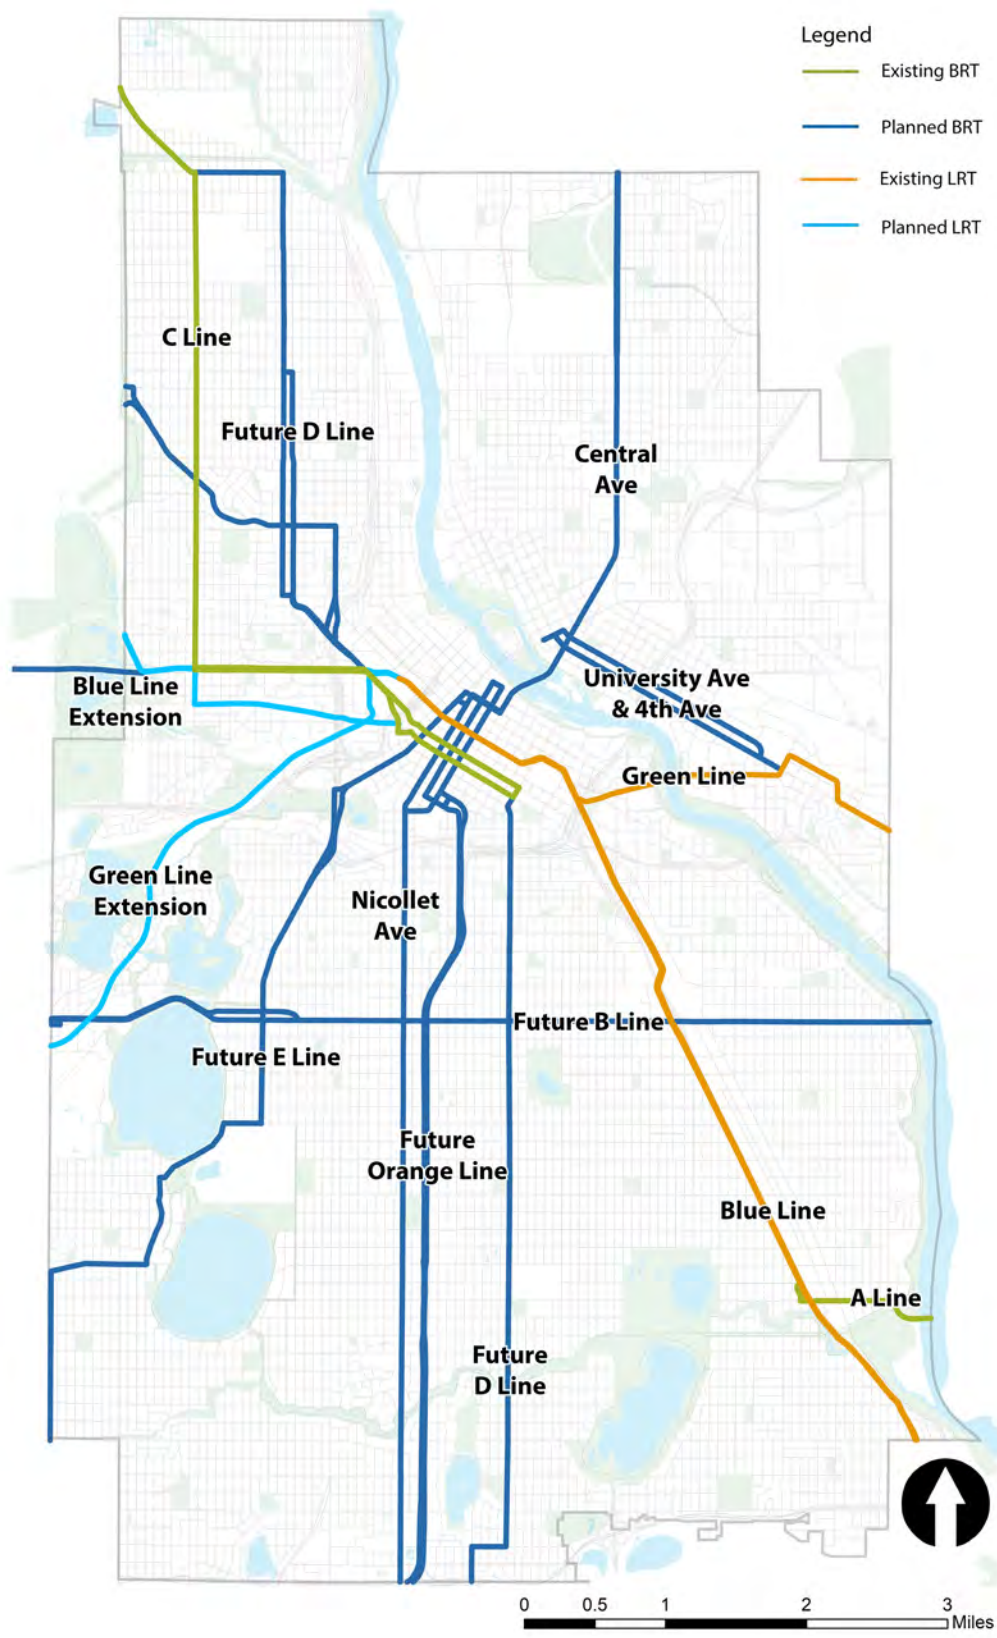 Legend
Existing BRT
Planned BRT
Existing LRT
Planned LRT
C Line
Future D Line
Central
Ave
Blue Line
Extension
University Ave
& 4th Ave
Green Line
Green Line
Extension
Nicollet
Ave
Future B Line
Future E Line
Future
Orange Line
Blue Line
A Line
Future
D Line
0 0.5 1 2 3
Miles